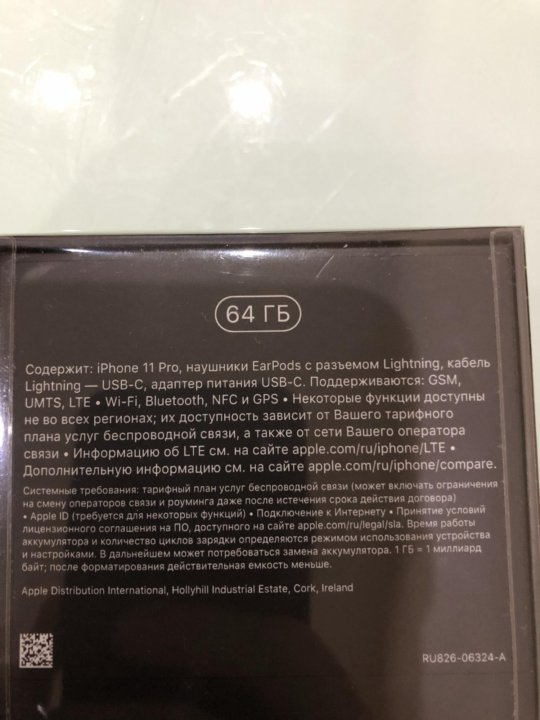 64 ГБ
Содержит: iPhone 11 Pro, наушники EarPods с разъемом Lightning, кабель
Lightning — USB-C, адаптер питания USB-C. Поддерживаются: GSM,
UMTS, LTE • Wi-Fi, Bluetooth, NFC и GPS • Некоторые функции доступны
не во всех регионах; их доступность зависит от Вашего тарифного
плана услуг беспроводной связи, а также от сети Вашего оператора
связи • Информацию об LTE см. на сайте apple.com/ru/iphone/LTE •
Дополнительную информацию см. на сайте apple.com/ru/iphone/compare.
Системные требования: тарифный план услуг беспроводной связи (может включать ограничения
на смену операторов связи и роуминга даже после истечения срока действия договора)
• Apple ID (требуется для некоторых функций) • Подключение к Интернету • Принятие условий
лицензионного соглашения на ПО, доступного на сайте apple.com/ru/legal/sla. Время работы
аккумулятора и количество циклов зарядки определяются режимом использования устройства
и настройками. В дальнейшем может потребоваться замена аккумулятора. 1 ГБ = 1 миллиард
байт; после форматирования действительная емкость меньше.
Apple Distribution International, Hollyhill Industrial Estate, Cork, Ireland
RU826-06324-A